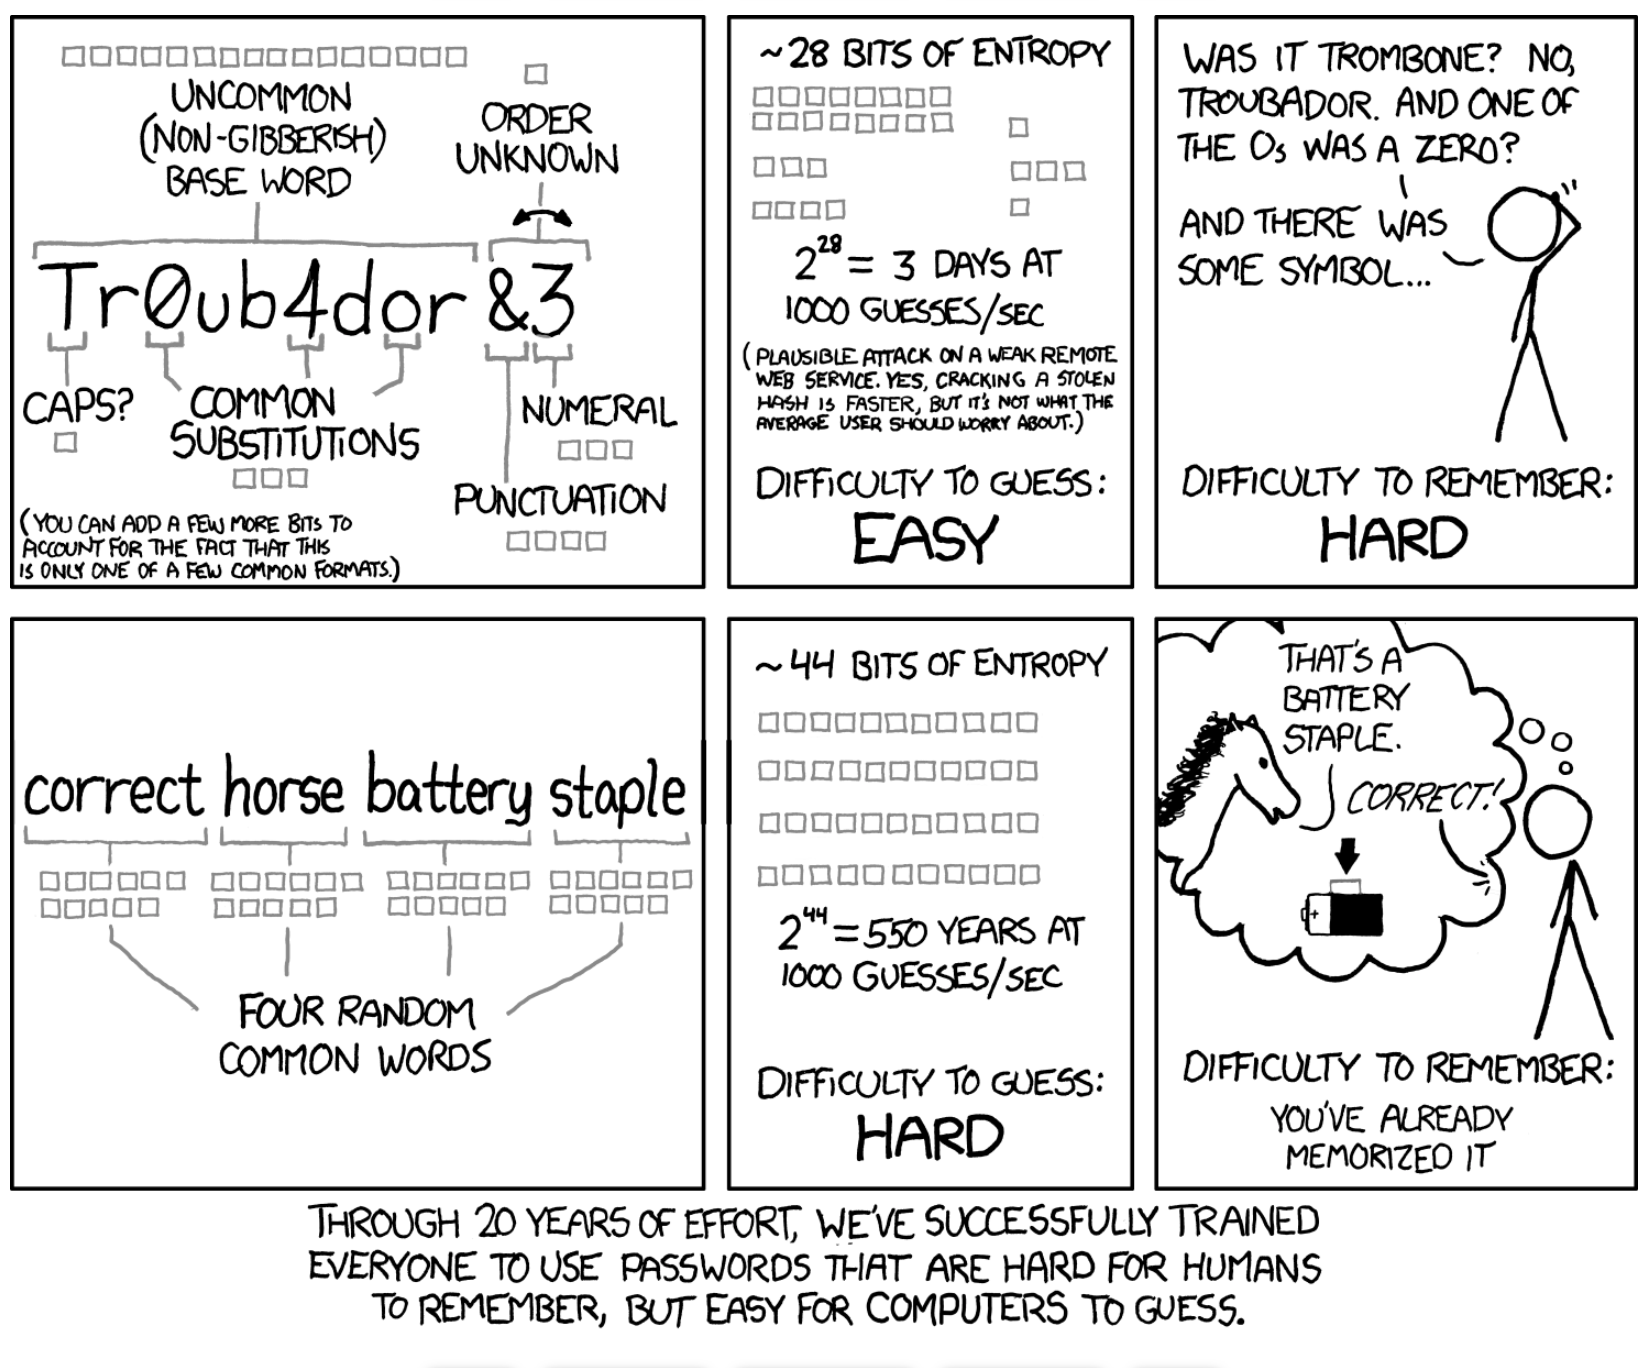 UNCOMMON
(NON-GIBBERISH)
BASE WORD
ORDER
UNKNOWN
Tr0ub4dor &3
CAPS?
COMMON
SUBSTITUTIONS
NUMERAL
PUNCTUATION
(YOU CAN ADD A FEW MORE BITS TO
ACCOUNT FOR THE FACT THAT THIS
IS ONLY ONE OF A FEW COMMON FORMATS.)
~28 BITS OF ENTROPY
2^28 = 3 DAYS AT
1000 GUESSES/SEC
(PLAUSIBLE ATTACK ON A WEAK REMOTE
WEB SERVICE. YES, CRACKING A STOLEN
HASH IS FASTER, BUT IT'S NOT WHAT THE
AVERAGE USER SHOULD WORRY ABOUT.)
DIFFICULTY TO GUESS:
EASY
WAS IT TROMBONE? NO,
TROUBADOR. AND ONE OF
THE Os WAS A ZERO?
AND THERE WAS
SOME SYMBOL...
DIFFICULTY TO REMEMBER:
HARD
correct horse battery staple
FOUR RANDOM
COMMON WORDS
~44 BITS OF ENTROPY
2^44 = 550 YEARS AT
1000 GUESSES/SEC
DIFFICULTY TO GUESS:
HARD
THAT'S A
BATTERY
STAPLE.
CORRECT!
+
DIFFICULTY TO REMEMBER:
YOU'VE ALREADY
MEMORIZED IT
THROUGH 20 YEARS OF EFFORT, WE'VE SUCCESSFULLY TRAINED
EVERYONE TO USE PASSWORDS THAT ARE HARD FOR HUMANS
TO REMEMBER, BUT EASY FOR COMPUTERS TO GUESS.